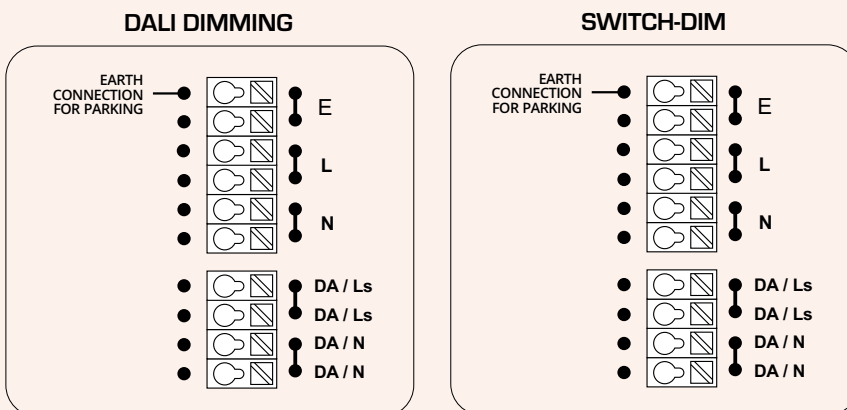 DALI DIMMING
EARTH
CONNECTION
FOR PARKING
E
L
N
DA / Ls
DA / Ls
DA / N
DA / N
SWITCH-DIM
EARTH
CONNECTION
FOR PARKING
E
L
N
DA / Ls
DA / Ls
DA / N
DA / N